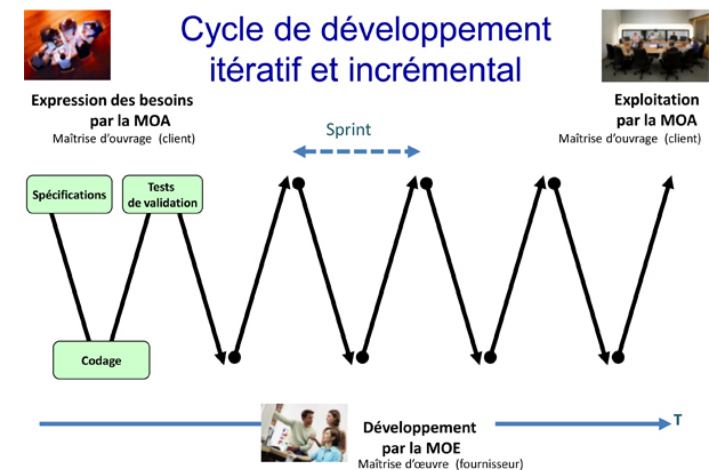 Cycle de développement
itératif et incrémental
Expression des besoins
par la MOA
Maîtrise d'ouvrage (client)
Exploitation
par la MOA
Maîtrise d'ouvrage (client)
Sprint
Spécifications
Tests
de validation
Codage
T
Développement
par la MOE
Maîtrise d'œuvre (fournisseur)